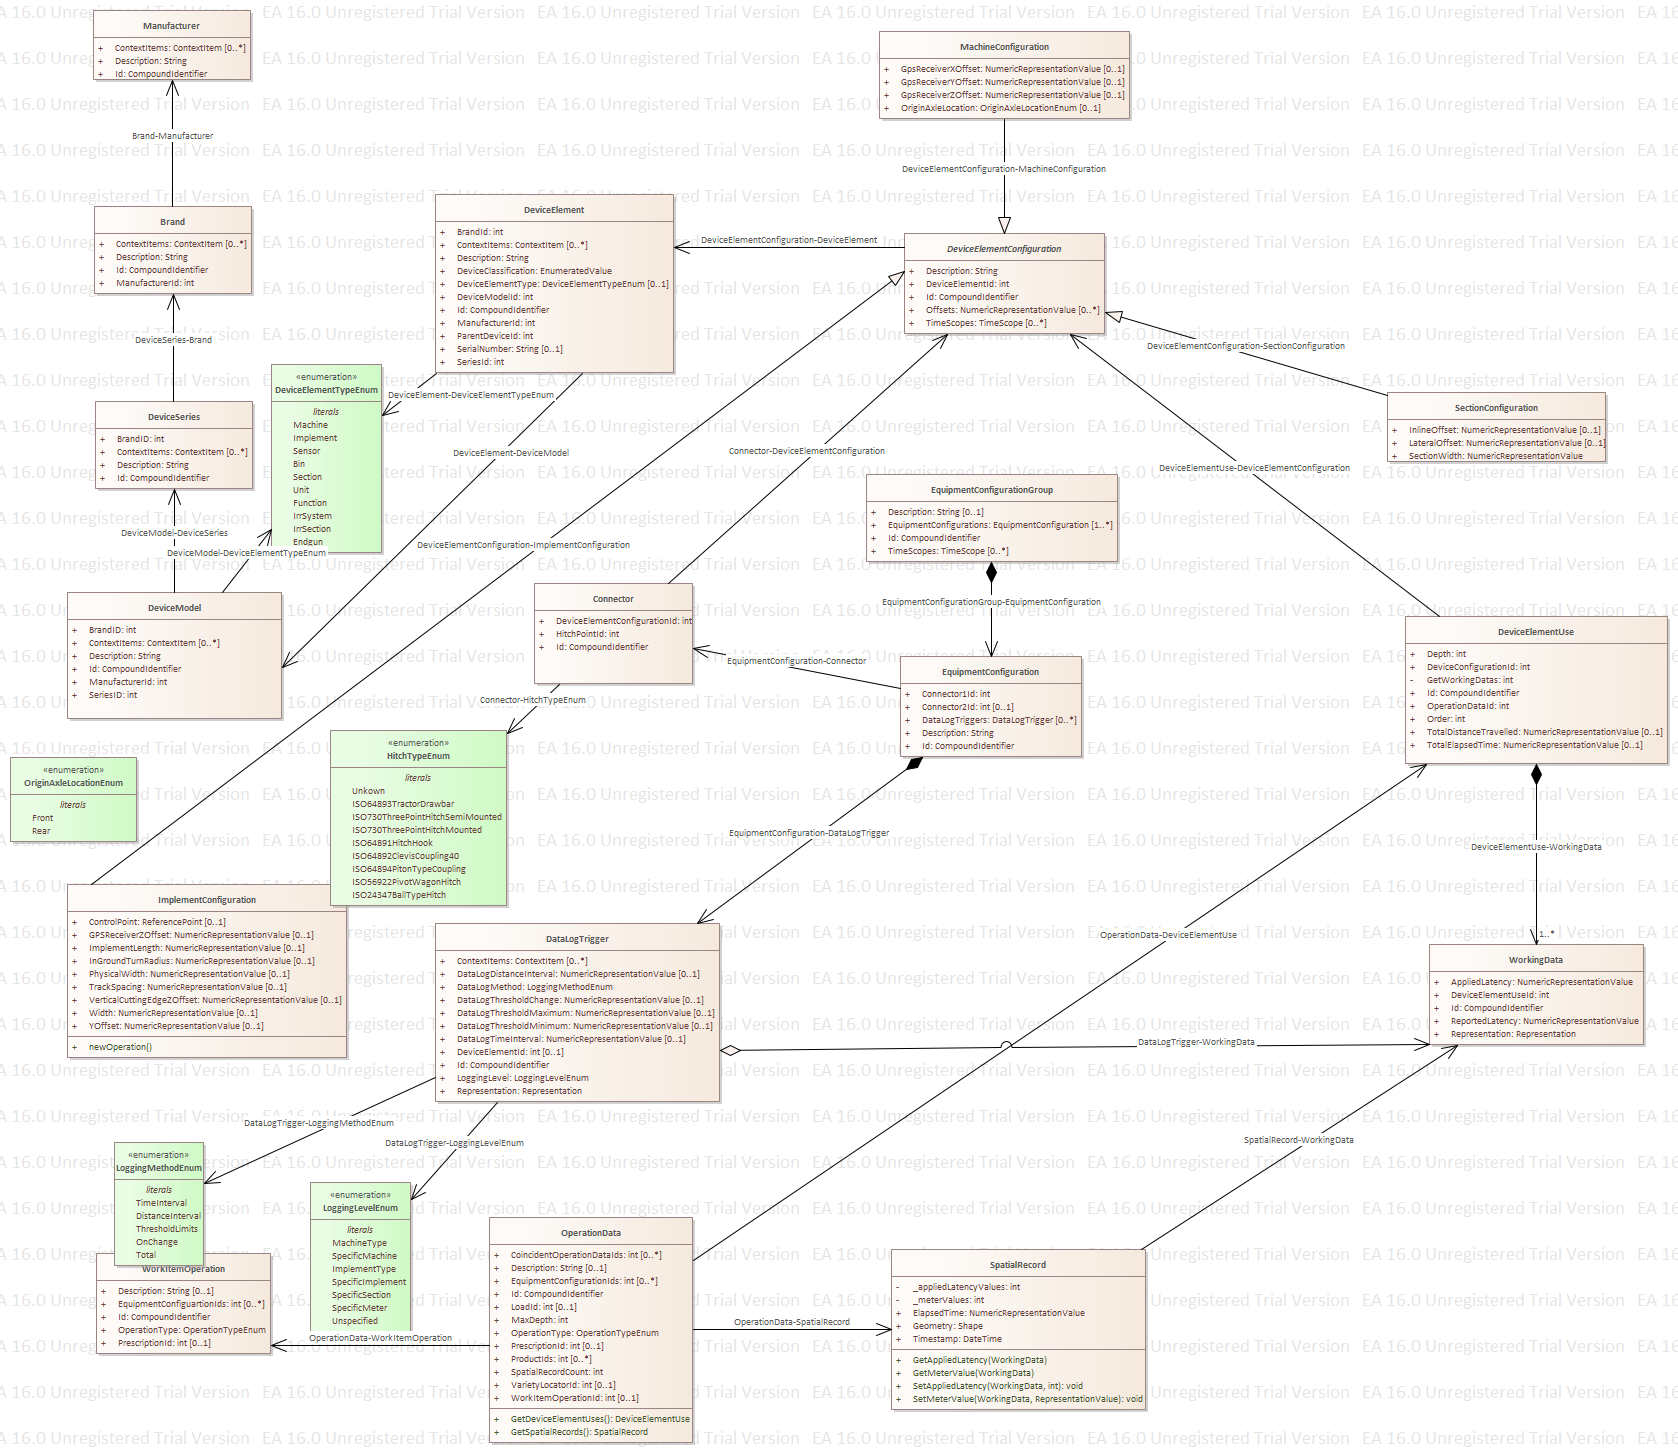 Manufacturer
+ ContextItems: ContextItem [0..*]
+ Description: String
+ Id: CompoundIdentifier
Brand-Manufacturer
Brand
+ ContextItems: ContextItem [0..*]
+ Description: String
+ Id: CompoundIdentifier
+ ManufacturerId: int
DeviceSeries-Brand
DeviceSeries
+ BrandID: int
+ ContextItems: ContextItem [0..*]
+ Description: String
+ Id: CompoundIdentifier
DeviceModel-DeviceSeries
DeviceModel-DeviceElementTypeEnum
DeviceModel
+ BrandID: int
+ ContextItems: ContextItem [0..*]
+ Description: String
+ Id: CompoundIdentifier
+ ManufacturerId: int
+ SeriesID: int
«enumeration»
OriginAxleLocationEnum
literals
Front
Rear
MachineConfiguration
+ GpsReceiverXOffset: NumericRepresentationValue [0..1]
+ GpsReceiverYOffset: NumericRepresentationValue [0..1]
+ GpsReceiverZOffset: NumericRepresentationValue [0..1]
+ OriginAxleLocation: OriginAxleLocationEnum [0..1]
DeviceElementConfiguration-MachineConfiguration
DeviceElement
+ BrandId: int
+ ContextItems: ContextItem [0..*]
+ Description: String
+ DeviceClassification: EnumeratedValue
+ DeviceElementType: DeviceElementTypeEnum [0..1]
+ DeviceModelId: int
+ Id: CompoundIdentifier
+ ManufacturerId: int
+ ParentDeviceId: int
+ SerialNumber: String [0..1]
+ SeriesId: int
DeviceElementConfiguration-DeviceElement
DeviceElementConfiguration
+ Description: String
+ DeviceElementId: int
+ Id: CompoundIdentifier
+ Offsets: NumericRepresentationValue [0..*]
+ TimeScopes: TimeScope [0..*]
DeviceElementConfiguration-SectionConfiguration
SectionConfiguration
+ InlineOffset: NumericRepresentationValue [0..1]
+ LateralOffset: NumericRepresentationValue [0..1]
+ SectionWidth: NumericRepresentationValue
«enumeration»
DeviceElementTypeEnum
literals
Machine
Implement
Sensor
Bin
Section
Unit
Function
IrrSystem
IrrSection
Endgun
DeviceElement-DeviceElementTypeEnum
DeviceElement-DeviceModel
Connector-DeviceElementConfiguration
DeviceElementUse-DeviceElementConfiguration
DeviceElementConfiguration-ImplementConfiguration
EquipmentConfigurationGroup
+ Description: String [0..1]
+ EquipmentConfigurations: EquipmentConfiguration [1..*]
+ Id: CompoundIdentifier
+ TimeScopes: TimeScope [0..*]
EquipmentConfigurationGroup-EquipmentConfiguration
Connector
+ DeviceElementConfigurationId: int
+ HitchPointId: int
+ Id: CompoundIdentifier
EquipmentConfiguration-Connector
EquipmentConfiguration
+ Connector1Id: int
+ Connector2Id: int [0..1]
+ DataLogTriggers: DataLogTrigger [0..*]
+ Description: String
+ Id: CompoundIdentifier
Connector-HitchTypeEnum
«enumeration»
HitchTypeEnum
literals
Unkown
ISO64893TractorDrawbar
ISO730ThreePointHitchSemiMounted
ISO730ThreePointHitchMounted
ISO64891HitchHook
ISO64892ClevisCoupling40
ISO64894PitonTypeCoupling
ISO56922PivotWagonHitch
ISO24347BallTypeHitch
DeviceElementUse
+ Depth: int
+ DeviceConfigurationId: int
- GetWorkingDatas: int
+ Id: CompoundIdentifier
+ OperationDataId: int
+ Order: int
+ TotalDistanceTravelled: NumericRepresentationValue [0..1]
+ TotalElapsedTime: NumericRepresentationValue [0..1]
EquipmentConfiguration-DataLogTrigger
DeviceElementUse-WorkingData
1..*
ImplementConfiguration
+ ControlPoint: ReferencePoint [0..1]
+ GPSReceiverZOffset: NumericRepresentationValue [0..1]
+ ImplementLength: NumericRepresentationValue [0..1]
+ InGroundTurnRadius: NumericRepresentationValue [0..1]
+ PhysicalWidth: NumericRepresentationValue [0..1]
+ TrackSpacing: NumericRepresentationValue [0..1]
+ VerticalCuttingEdgeZOffset: NumericRepresentationValue [0..1]
+ Width: NumericRepresentationValue [0..1]
+ YOffset: NumericRepresentationValue [0..1]
+ newOperation()
DataLogTrigger
+ ContextItems: ContextItem [0..*]
+ DataLogDistanceInterval: NumericRepresentationValue [0..1]
+ DataLogMethod: LoggingMethodEnum
+ DataLogThresholdChange: NumericRepresentationValue [0..1]
+ DataLogThresholdMaximum: NumericRepresentationValue [0..1]
+ DataLogThresholdMinimum: NumericRepresentationValue [0..1]
+ DataLogTimeInterval: NumericRepresentationValue [0..1]
+ DeviceElementId: int [0..1]
+ Id: CompoundIdentifier
+ LoggingLevel: LoggingLevelEnum
+ Representation: Representation
OperationData-DeviceElementUse
WorkingData
+ AppliedLatency: NumericRepresentationValue
+ DeviceElementUseId: int
+ Id: CompoundIdentifier
+ ReportedLatency: NumericRepresentationValue
+ Representation: Representation
DataLogTrigger-WorkingData
DataLogTrigger-LoggingMethodEnum
DataLogTrigger-LoggingLevelEnum
SpatialRecord-WorkingData
«enumeration»
LoggingMethodEnum
literals
TimeInterval
DistanceInterval
ThresholdLimits
OnChange
Total
«enumeration»
LoggingLevelEnum
literals
MachineType
SpecificMachine
ImplementType
SpecificImplement
SpecificSection
SpecificMeter
Unspecified
WorkItemOperation
+ Description: String [0..1]
+ EquipmentConfiguartionIds: int [0..*]
+ Id: CompoundIdentifier
+ OperationType: OperationTypeEnum
+ PrescriptionId: int [0..1]
OperationData-WorkItemOperation
OperationData
+ CoincidentOperationDataIds: int [0..*]
+ Description: String [0..1]
+ EquipmentConfigurationIds: int [0..*]
+ Id: CompoundIdentifier
+ LoadId: int [0..1]
+ MaxDepth: int
+ OperationType: OperationTypeEnum
+ PrescriptionId: int [0..1]
+ ProductIds: int [0..*]
+ SpatialRecordCount: int
+ VarietyLocatorId: int [0..1]
+ WorkItemOperationId: int [0..1]
+ GetDeviceElementUses(): DeviceElementUse
+ GetSpatialRecords(): SpatialRecord
OperationData-SpatialRecord
SpatialRecord
- _appliedLatencyValues: int
- _meterValues: int
+ ElapsedTime: NumericRepresentationValue
+ Geometry: Shape
+ Timestamp: DateTime
+ GetAppliedLatency(WorkingData)
+ GetMeterValue(WorkingData)
+ SetAppliedLatency(WorkingData, int): void
+ SetMeterValue(WorkingData, RepresentationValue): void
EA 16.0 Unregistered Trial Version